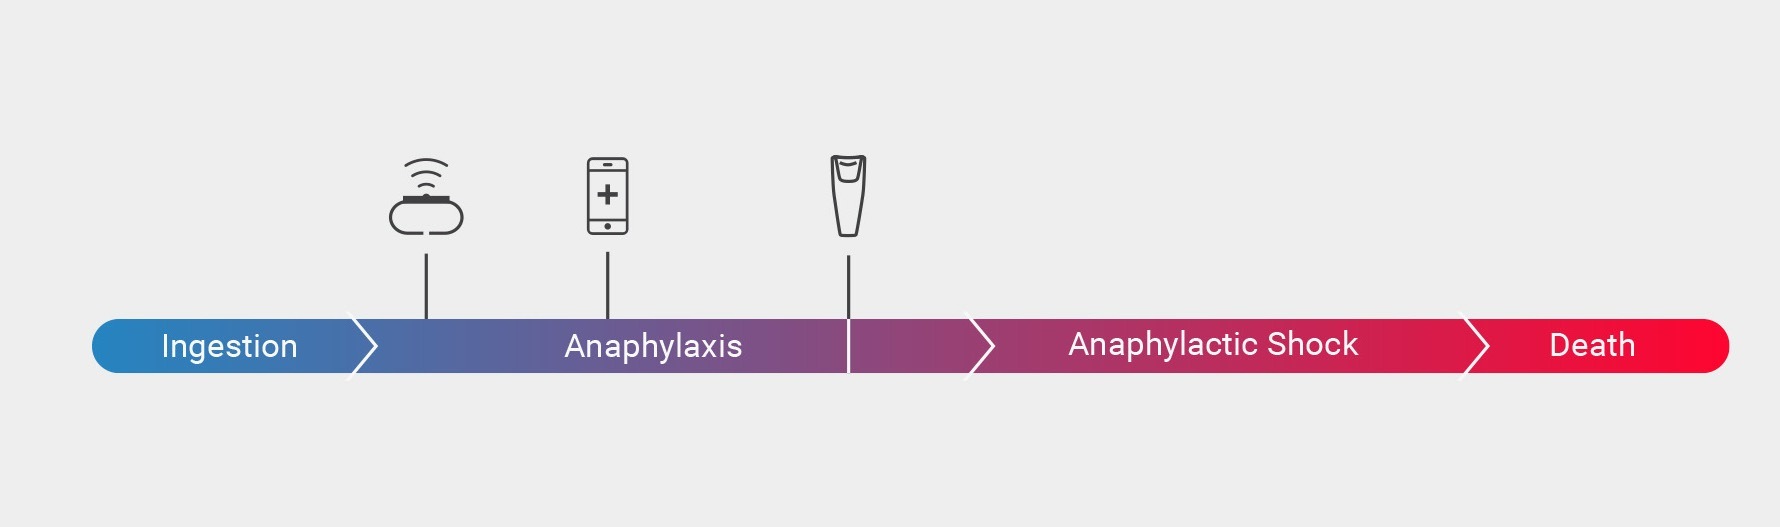 Ingestion
Anaphylaxis
Anaphylactic Shock
Death